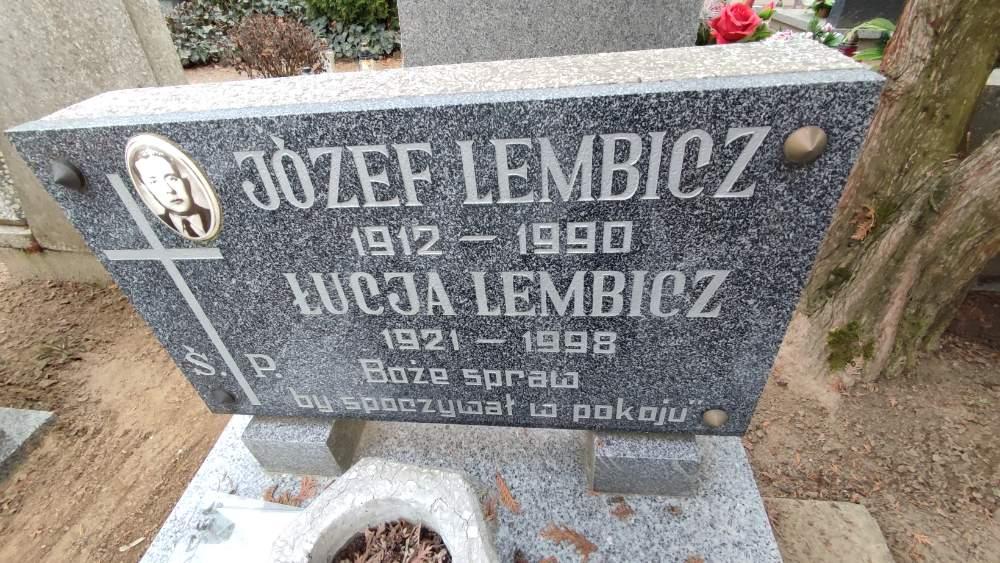 JÓZEF LEMBICZ
1912 – 1990
ŁUCJA LEMBICZ
1921 – 1998
Ś. P.
„Boże spraw
by spoczywał w pokoju"